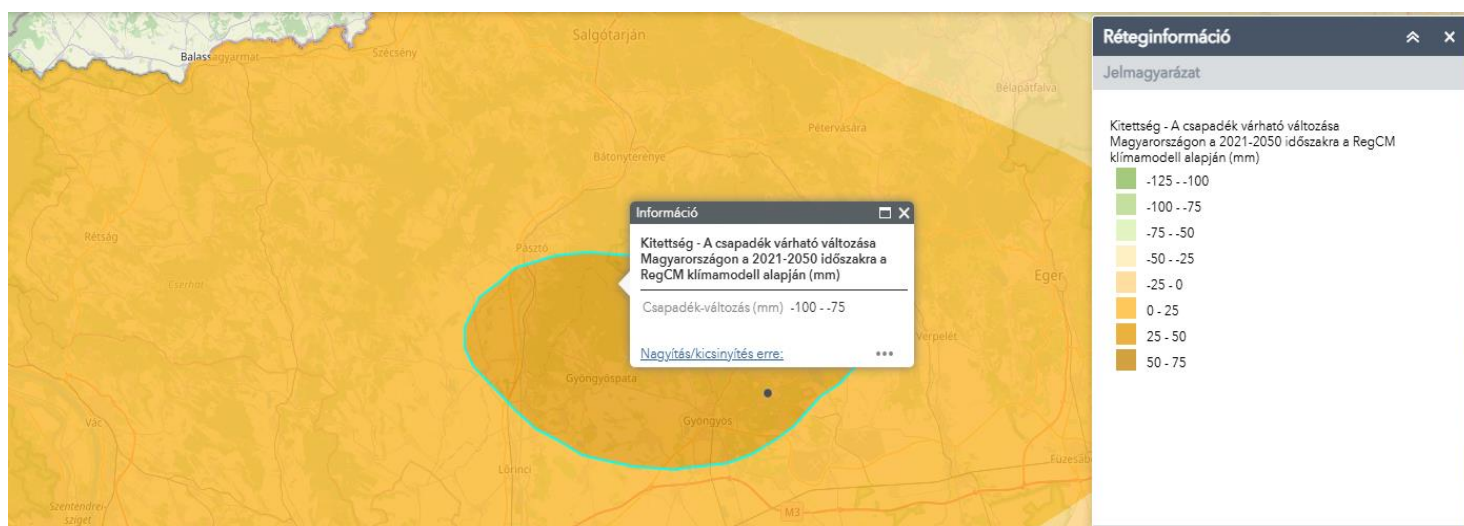 Salgótarján
Balassagyarmat
Szécsény
Bélapátfalva
Pétervására
Bátonyterenye
Rétság
Pásztó
Cserhát
Eger
Verpelét
Gyöngyöspata
Vác
Gyöngyös
Lőrinci
Füzesab
Szentendrei-
sziget
M3
Információ
Kitettség - A csapadék várható változása
Magyarországon a 2021-2050 időszakra a
RegCM klímamodell alapján (mm)
Csapadék-változás (mm) -100 - -75
Nagyítás/kicsinyítés erre:
Réteginformáció
Jelmagyarázat
Kitettség - A csapadék várható változása
Magyarországon a 2021-2050 időszakra a RegCM
klímamodell alapján (mm)
-125 - -100
-100 - -75
-75 - -50
-50 - -25
-25 - 0
0 - 25
25 - 50
50 - 75